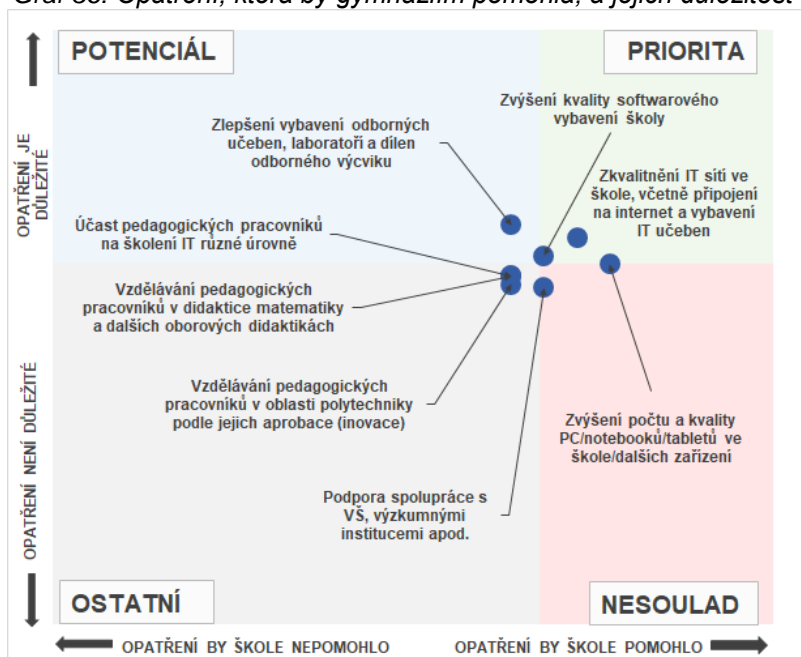 Graf 38: Opatření, která by gymnáziím pomohla, a jejich důležitost
POTENCIÁL
PRIORITA
Zvýšení kvality softwarového
vybavení školy
Zlepšení vybavení odborných
učeben, laboratoří a dílen
odborného výcviku
Zkvalitnění IT sítí ve
škole, včetně připojení
na internet a vybavení
IT učeben
OPATŘENÍ JE
DŮLEŽITÉ
Účast pedagogických pracovníků
na školení IT různé úrovně
Vzdělávání pedagogických
pracovníků v didaktice matematiky
a dalších oborových didaktikách
Vzdělávání pedagogických
pracovníků v oblasti polytechniky
podle jejich aprobace (inovace)
Zvýšení počtu a kvality
PC/notebooků/tabletů ve
škole/dalších zařízení
OPATŘENÍ NENÍ DŮLEŽITÉ
Podpora spolupráce s
VŠ, výzkumnými
institucemi apod.
OSTATNÍ
NESOULAD
OPATŘENÍ BY ŠKOLE NEPOMOHLO
OPATŘENÍ BY ŠKOLE POMOHLO